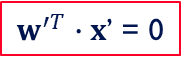 w′ᵀ · x’ = 0